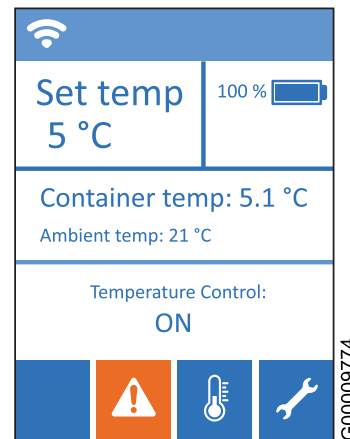 Set temp
5 °C
100 %
Container temp: 5.1 °C
Ambient temp: 21 °C
Temperature Control:
ON
G00009774